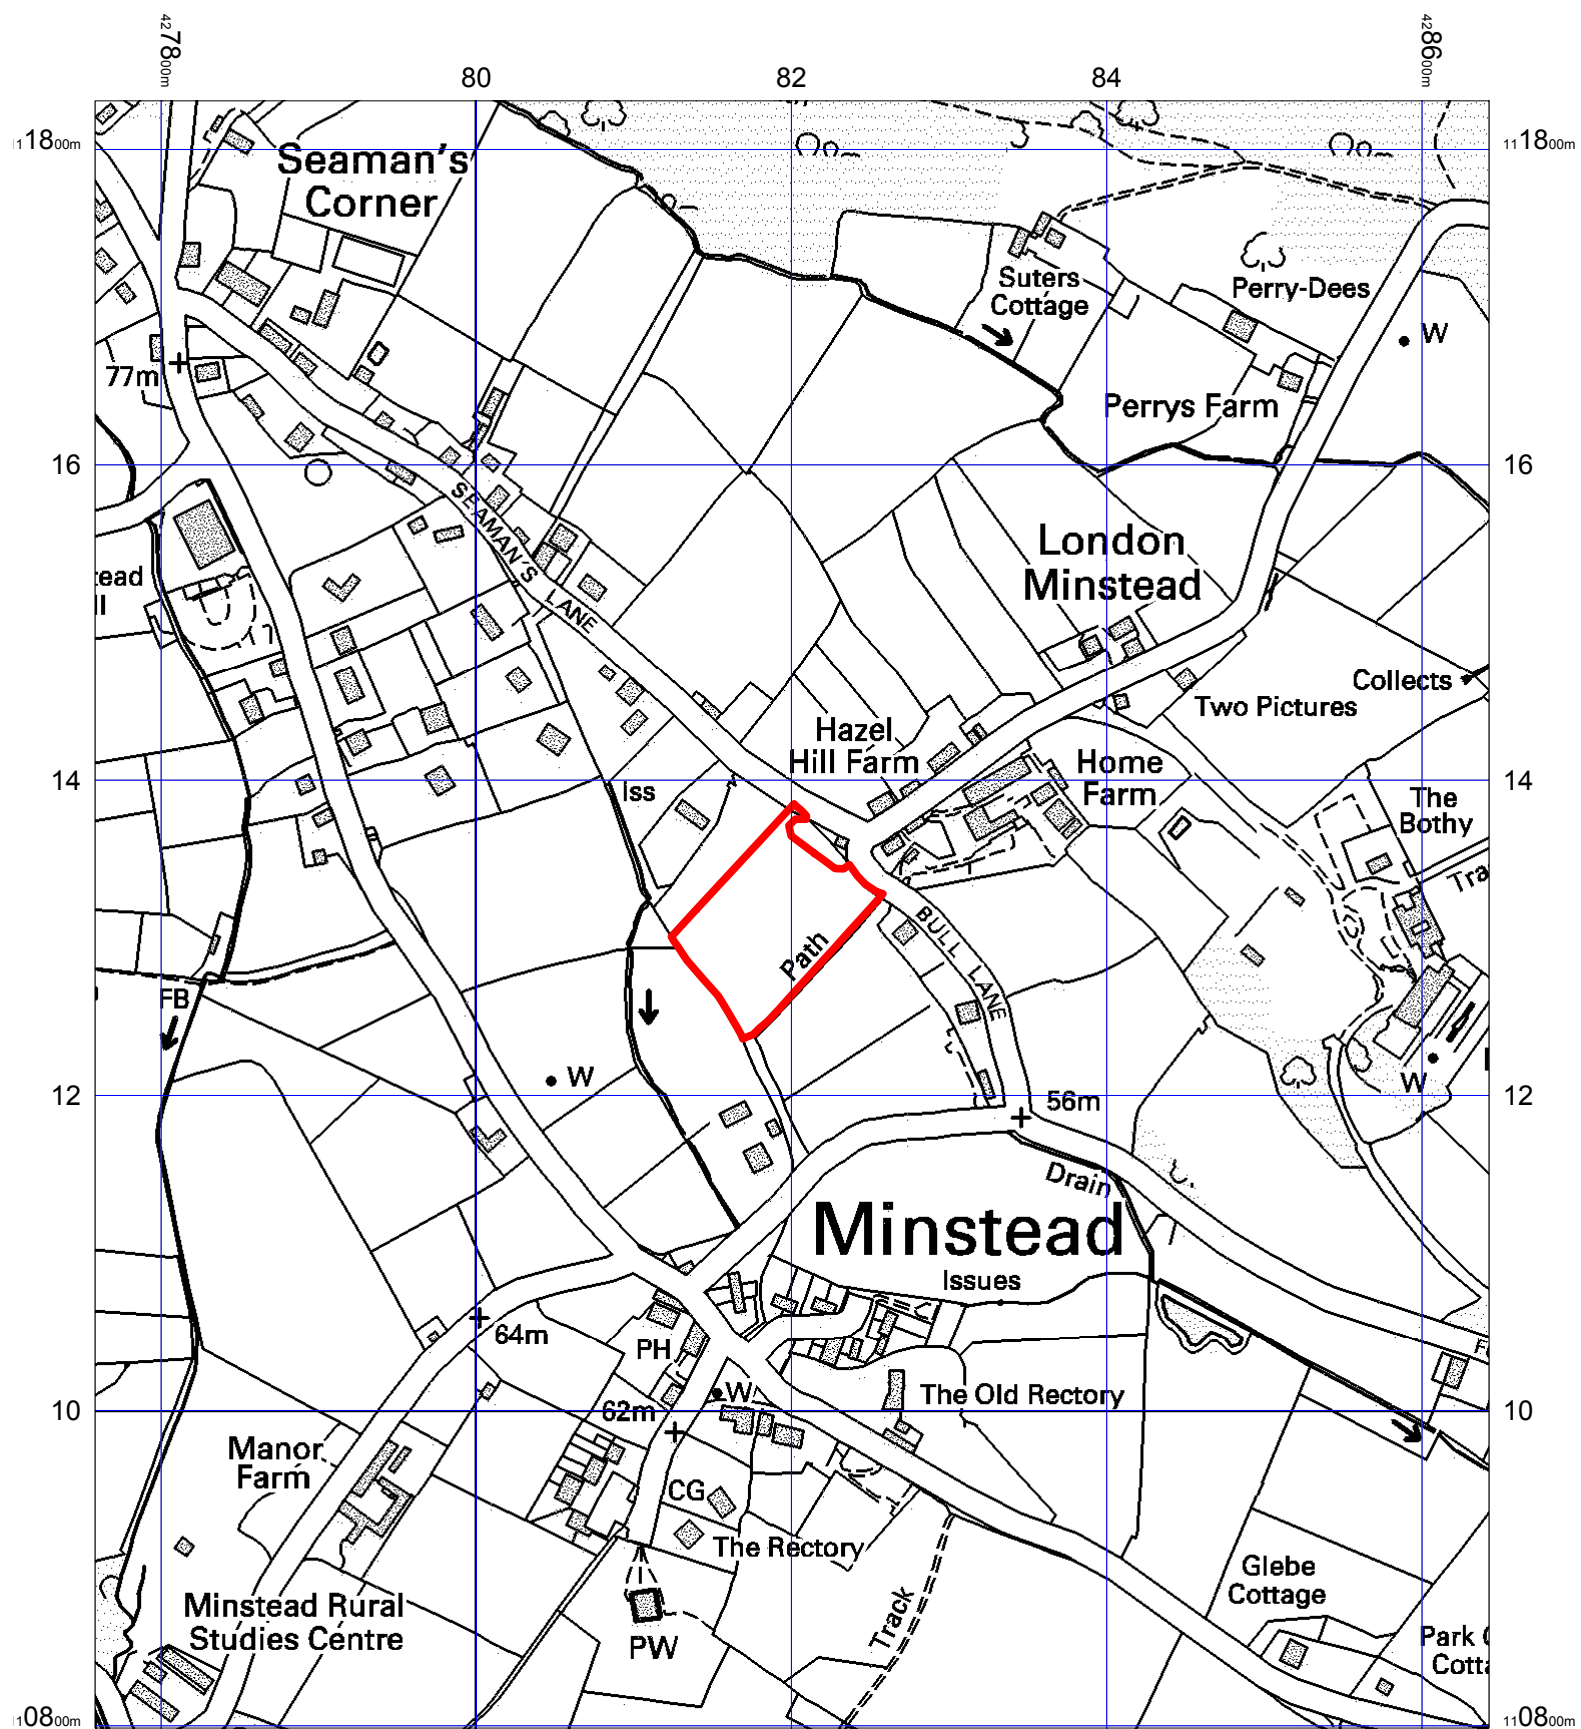 4278 00m
80
82
84
4286 00m
1118 00m
1118 00m
Seaman's
Corner
Suters
Cottage
Perry-Dees
W
77m
Perrys Farm
16
16
SEAMAN'S
LANE
London
Minstead
Collects
Two Pictures
Hazel
Hill Farm
Home
Farm
14
14
Iss
The
Bothy
Tra
BULL LANE
Path
FB
W
W
12
12
56m
Drain
Minstead
Issues
64m
PH
W
The Old Rectory
62m
10
10
Manor
Farm
CG
The Rectory
Glebe
Cottage
Minstead Rural
Studies Centre
Track
PW
Park
Cott
1108 00m
1108 00m